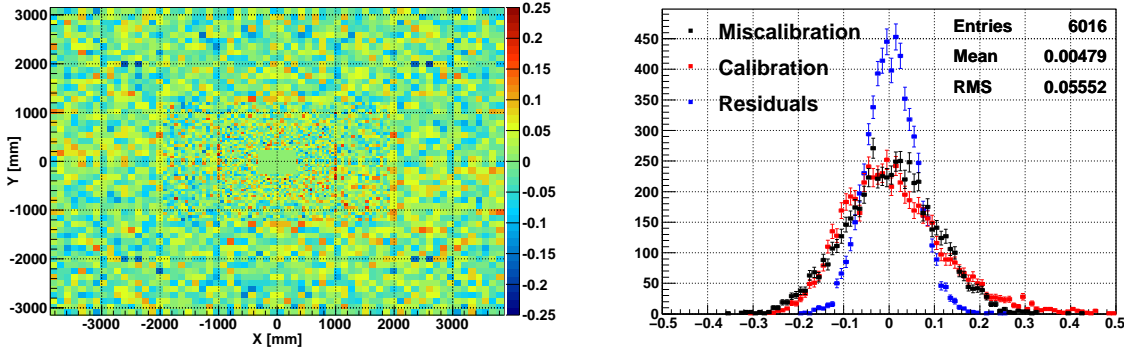 3000
2000
1000
0
-1000
-2000
-3000
Y [mm]
-3000 -2000 -1000 0 1000 2000 3000
X [mm]
0.25
0.2
0.15
0.1
0.05
0
-0.05
-0.1
-0.15
-0.2
-0.25
450
400
350
300
250
200
150
100
50
0
−0.5 −0.4 −0.3 −0.2 −0.1 0 0.1 0.2 0.3 0.4 0.5
Miscalibration
Calibration
Residuals
Entries 6016
Mean 0.00479
RMS 0.05552